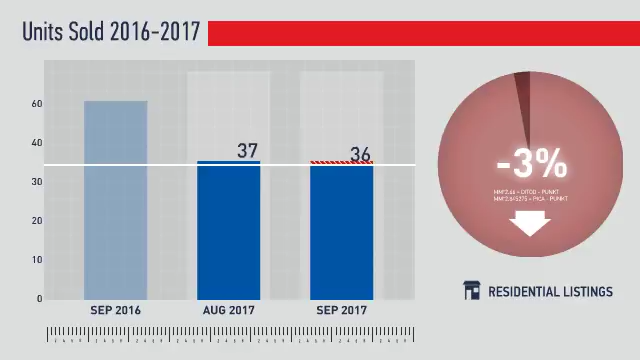 Units Sold 2016-2017
60
40
30
20
10
0
37
36
SEP 2016
AUG 2017
SEP 2017
-3%
RESIDENTIAL LISTINGS